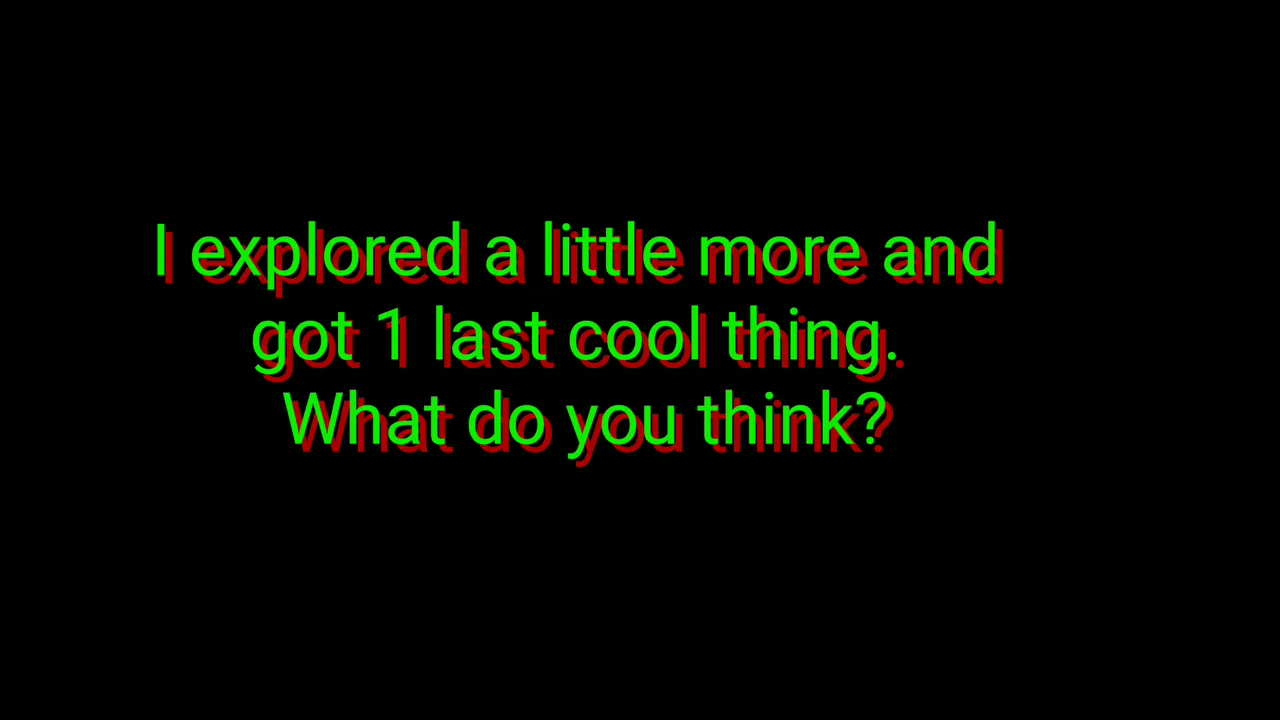 I explored a little more and
got 1 last cool thing.
What do you think?